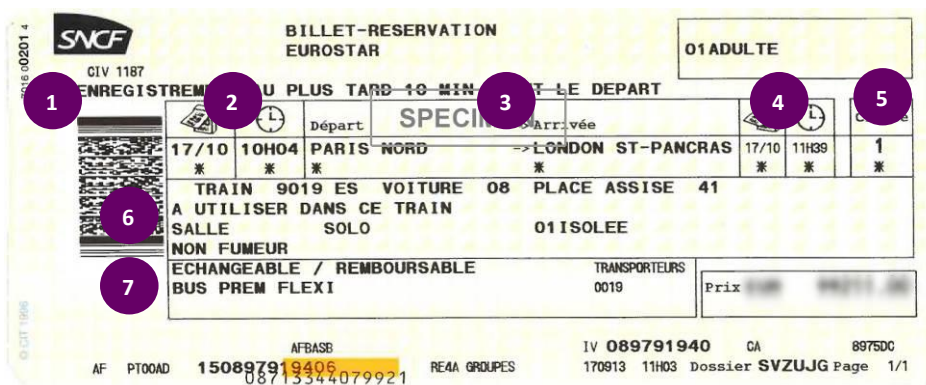 SNCF
BILLET-RESERVATION
EUROSTAR
01ADULTE
CIV 1187
PLUS TARD 10 MIN LE DEPART
1
2
3
4
5
Départ
SPECI
Arrivée
17/10 10H04 PARIS NORD ->LONDON ST-PANCRAS 17/10 11H39 1
* * * * * * *
TRAIN 9019 ES VOITURE 08 PLACE ASSISE 41
A UTILISER DANS CE TRAIN
6
SALLE SOLO 01ISOLEE
NON FUMEUR
7
ECHANGEABLE / REMBOURSABLE TRANSPORTEURS
BUS PREM FLEXI 0019
Prix
© CIT 1996
AFBASB
IV 089791940 CA 8975DC
AF PT00AD 150897919406 RE4A GROUPES 170913 11H03 Dossier SVZUJG Page 1/1
08713344079921